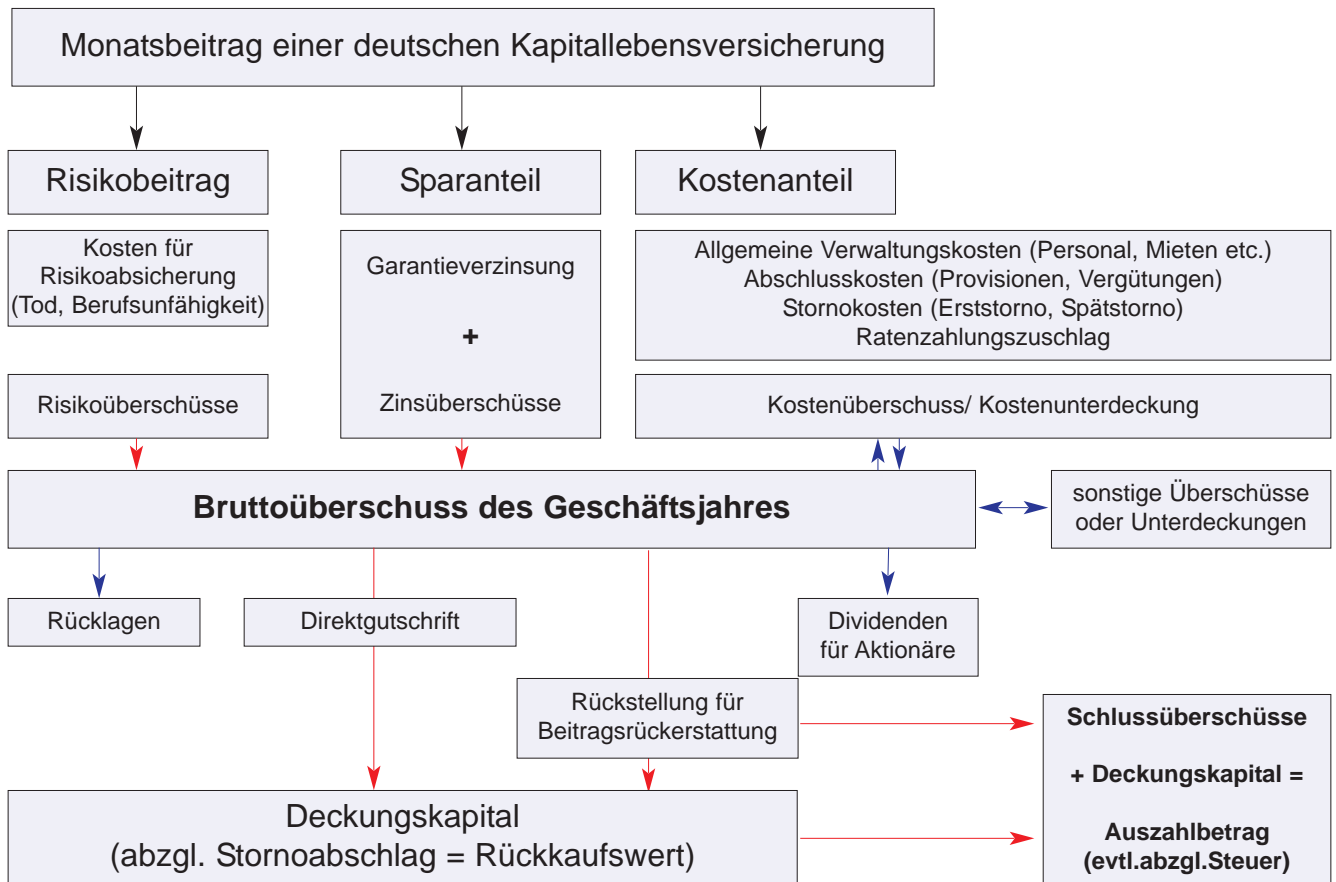 Monatsbeitrag einer deutschen Kapitallebensversicherung
Risikobeitrag
Sparanteil
Kostenanteil
Kosten für
Risikoabsicherung
(Tod, Berufsunfähigkeit)
Garantieverzinsung
+
Zinsüberschüsse
Allgemeine Verwaltungskosten (Personal, Mieten etc.)
Abschlusskosten (Provisionen, Vergütungen)
Stornokosten (Erststorno, Spätstorno)
Ratenzahlungszuschlag
Risikoüberschüsse
Kostenüberschuss/ Kostenunterdeckung
Bruttoüberschuss des Geschäftsjahres
sonstige Überschüsse
oder Unterdeckungen
Rücklagen
Direktgutschrift
Dividenden
für Aktionäre
Rückstellung für
Beitragsrückerstattung
Deckungskapital
(abzgl. Stornoabschlag = Rückkaufswert)
Schlussüberschüsse
+ Deckungskapital =
Auszahlbetrag
(evtl.abzgl.Steuer)